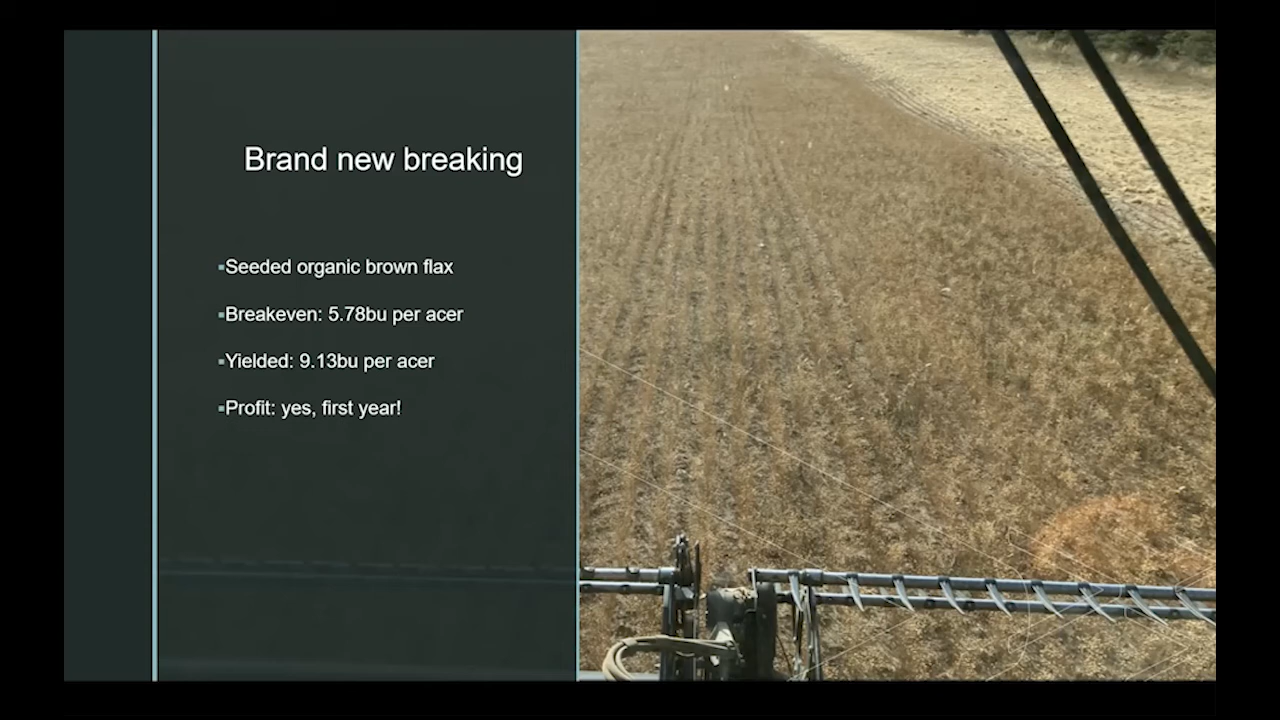 Brand new breaking
▪Seeded organic brown flax
▪Breakeven: 5.78bu per acer
▪Yielded: 9.13bu per acer
▪Profit: yes, first year!